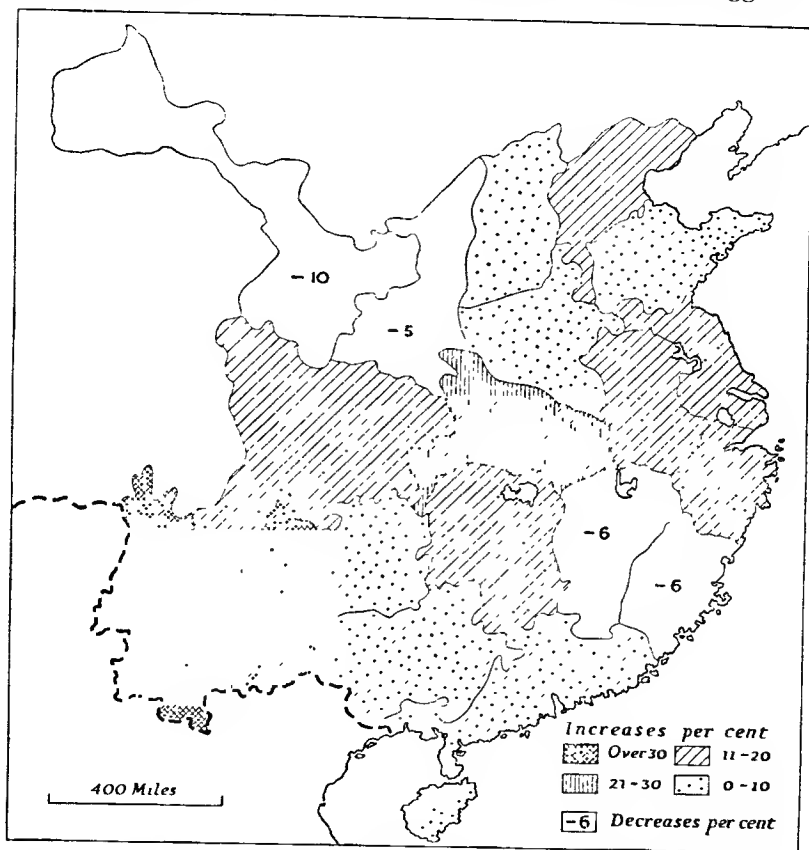 -10
-5
-6
-6
Increases per cent
Over 30 11-20
21-30 0-10
400 Miles
-6 Decreases per cent